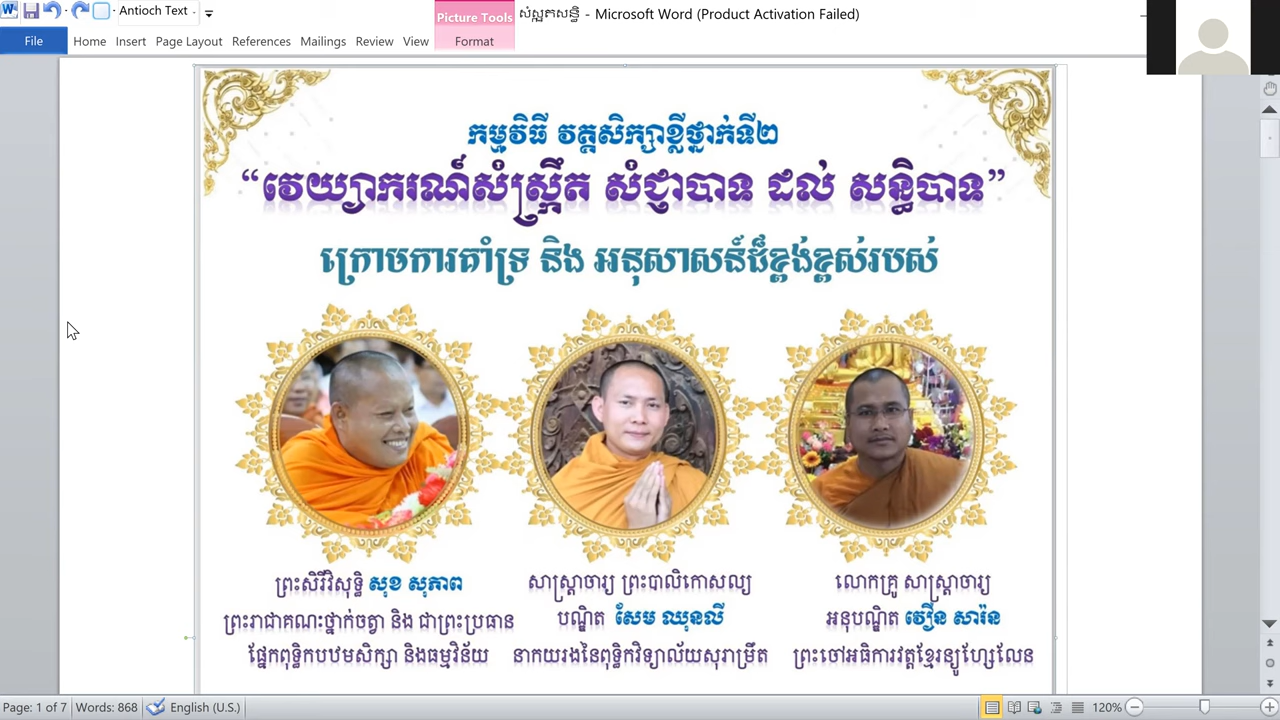 Antioch Text
Picture Tools
សំស្ក្រឹតសន្ធិ - Microsoft Word (Product Activation Failed)
File Home Insert Page Layout References Mailings Review View Format
កម្មវិធី វគ្គសិក្សាខ្លីថ្នាក់ទី២
“វេយ្យាករណ៍សំស្ក្រឹត សំជ្ញាបាទ ដល់ សន្ធិបាទ”
ក្រោមការគាំទ្រ និង អនុសាសន៍ដ៏ខ្ពង់ខ្ពស់របស់
ព្រះសិរីវិសុទ្ធិ សុខ សុភាព
ព្រះរាជាគណៈថ្នាក់ចត្វា និង ជាព្រះប្រធាន
ផ្នែកពុទ្ធិកបឋមសិក្សា និងធម្មវិន័យ
សាស្ត្រាចារ្យ ព្រះបាលិកោសល្យ
បណ្ឌិត សែម ឈុនលី
នាកយរងនៃពុទ្ធិកវិទ្យាល័យសុរាម្រឹត
លោកគ្រូ សាស្ត្រាចារ្យ
អនុបណ្ឌិត វឿន សារ៉ន
ព្រះចៅអធិការវត្តខ្មែរន្យូហ្សែលែន
Page: 1 of 7 Words: 868 English (U.S.) 120%